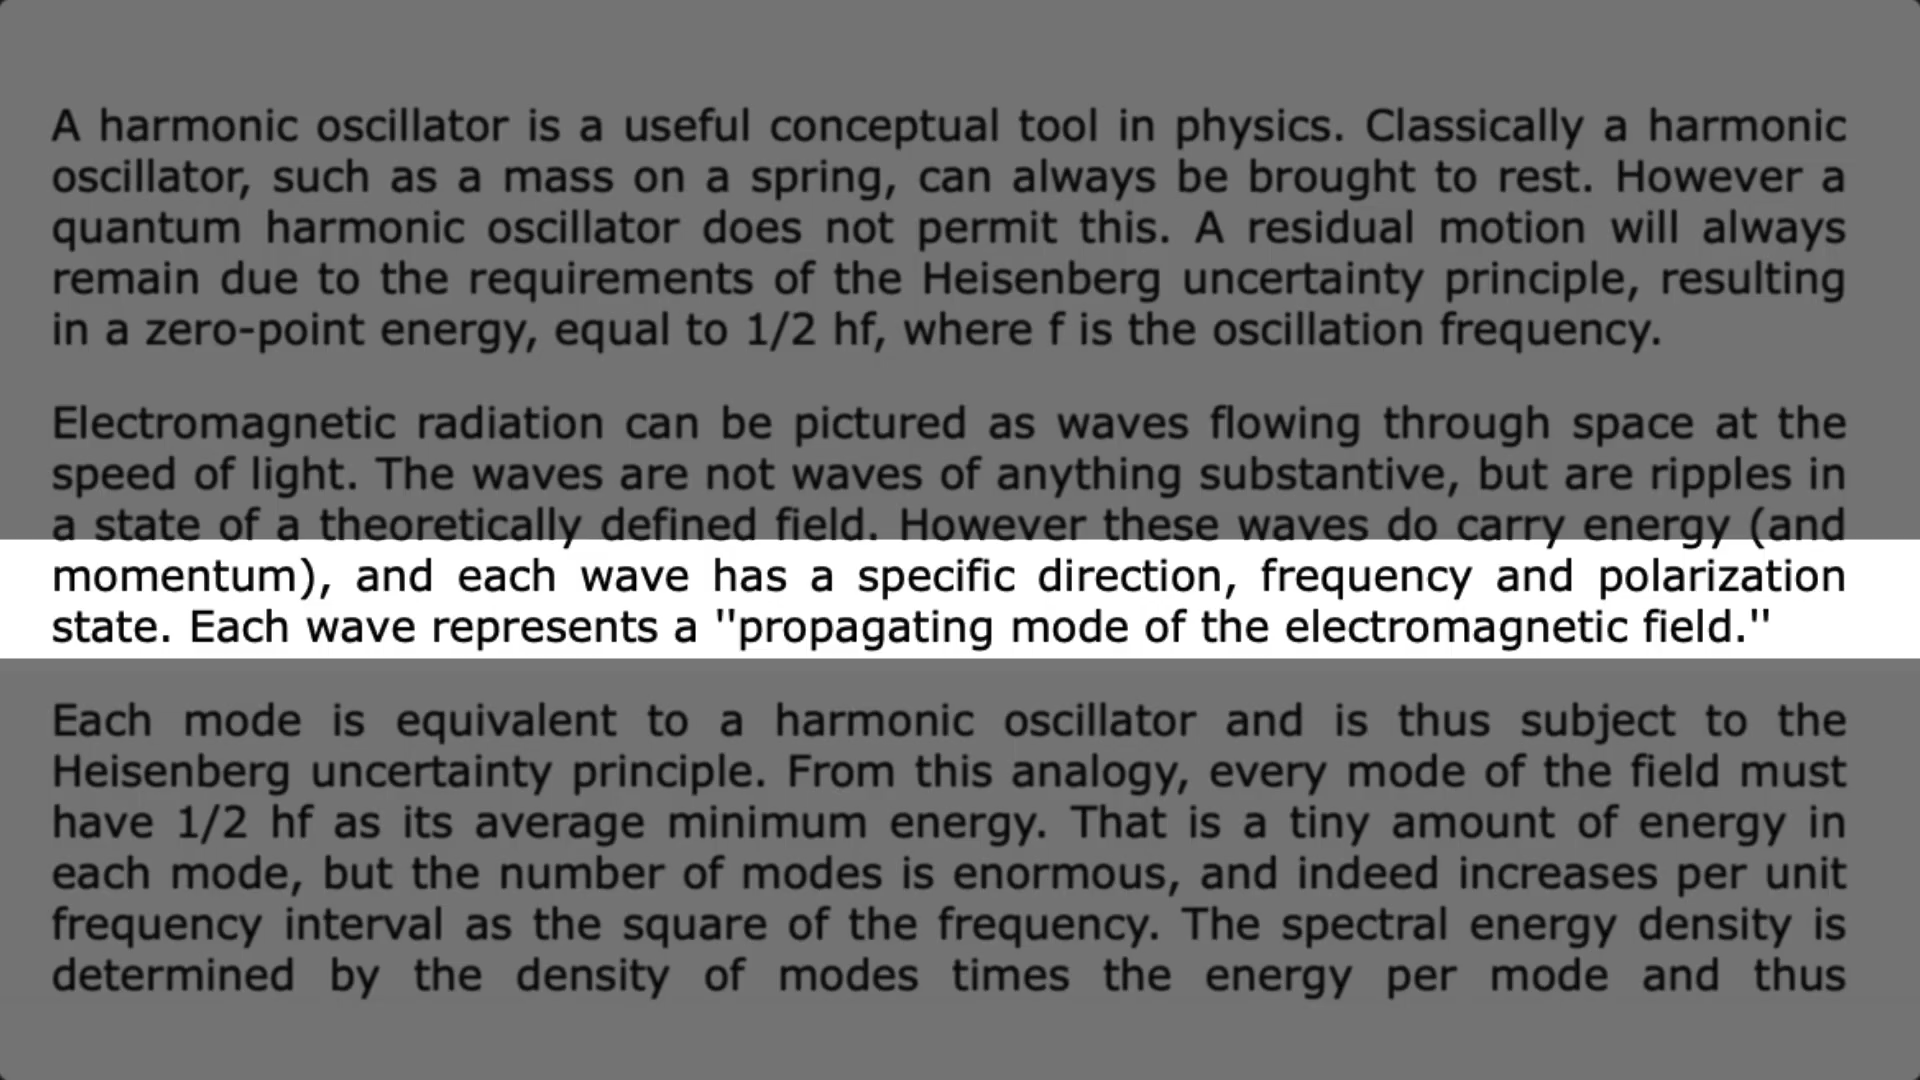 A harmonic oscillator is a useful conceptual tool in physics. Classically a harmonic
oscillator, such as a mass on a spring, can always be brought to rest. However a
quantum harmonic oscillator does not permit this. A residual motion will always
remain due to the requirements of the Heisenberg uncertainty principle, resulting
in a zero-point energy, equal to 1/2 hf, where f is the oscillation frequency.
Electromagnetic radiation can be pictured as waves flowing through space at the
speed of light. The waves are not waves of anything substantive, but are ripples in
a state of a theoretically defined field. However these waves do carry energy (and
momentum), and each wave has a specific direction, frequency and polarization
state. Each wave represents a "propagating mode of the electromagnetic field."
Each mode is equivalent to a harmonic oscillator and is thus subject to the
Heisenberg uncertainty principle. From this analogy, every mode of the field must
have 1/2 hf as its average minimum energy. That is a tiny amount of energy in
each mode, but the number of modes is enormous, and indeed increases per unit
frequency interval as the square of the frequency. The spectral energy density is
determined by the density of modes times the energy per mode and thus